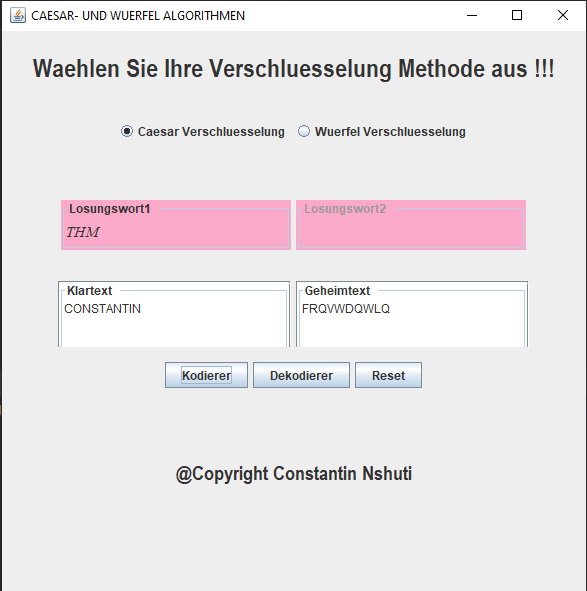 CAESAR- UND WUERFEL ALGORITHMEN
Waehlen Sie Ihre Verschluesselung Methode aus !!!
Caesar Verschluesselung Wuerfel Verschluesselung
Losungswort1 Losungswort2
THM
Klartext Geheimtext
CONSTANTIN FRQVWDQWLQ
Kodierer Dekodierer Reset
@Copyright Constantin Nshuti